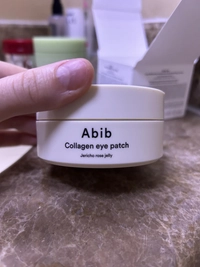 Abib
Collagen eye patch
Jericho rose jelly